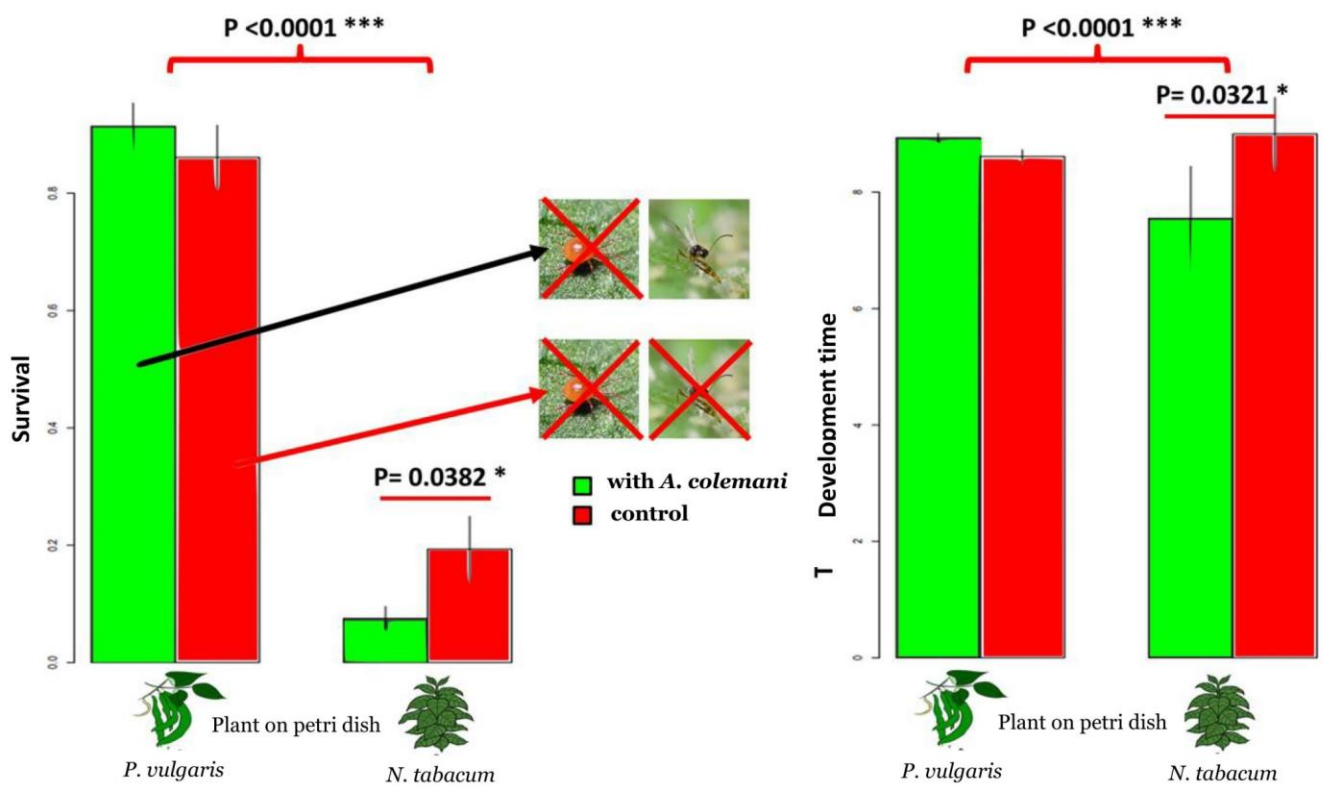 P <0.0001 ***
Survival
0.0
0.2
0.4
0.6
0.8
P= 0.0382 *
with A. colemani
control
Plant on petri dish
P. vulgaris
N. tabacum
P <0.0001 ***
P= 0.0321 *
T Development time
0
2
4
6
8
Plant on petri dish
P. vulgaris
N. tabacum